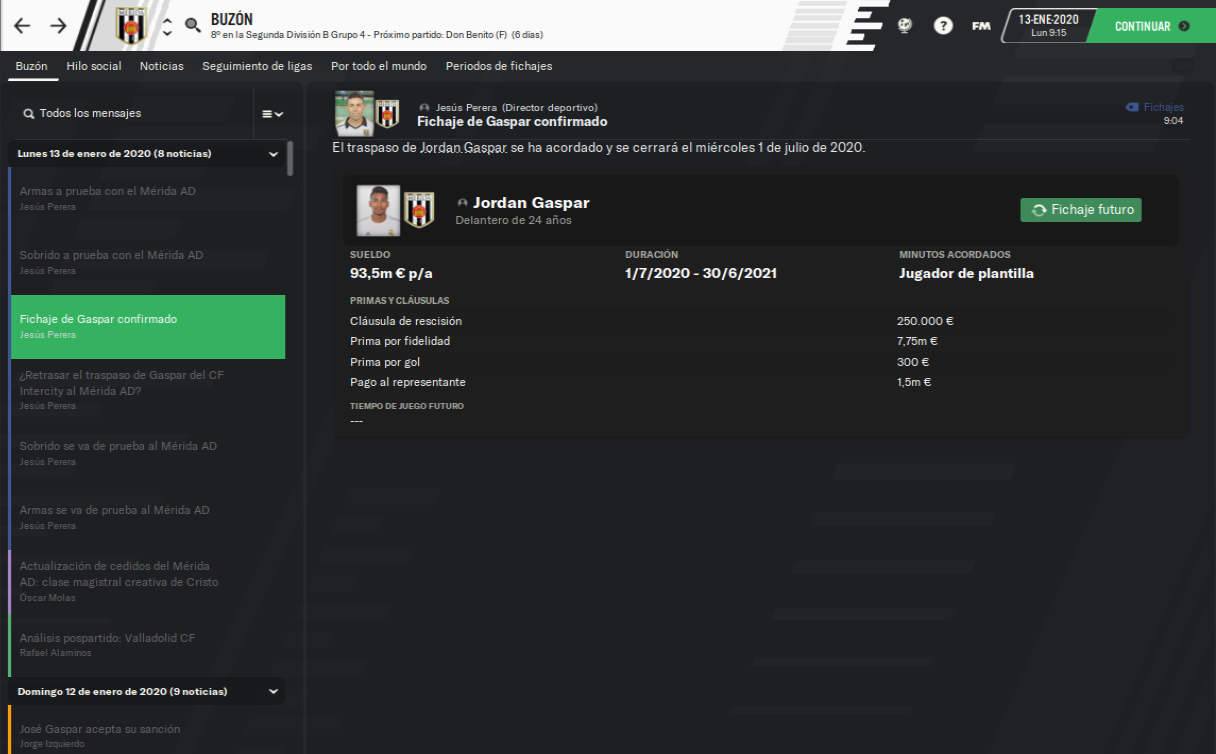 BUZÓN
8º en la Segunda División B Grupo 4 - Próximo partido: Don Benito (F) (6 dias)
?
FM
13-ENE-2020
Lun 9:15
CONTINUAR
Buzón Hilo social Noticias Seguimiento de ligas Por todo el mundo Periodos de fichajes
Todos los mensajes
Lunes 13 de enero de 2020 (8 noticias)
Armas a prueba con el Mérida AD
Jesús Perera
Sobrido a prueba con el Mérida AD
Jesús Perera
Fichaje de Gaspar confirmado
Jesús Perera
¿Retrasar el traspaso de Gaspar del CF
Intercity al Mérida AD?
Jesús Perera
Sobrido se va de prueba al Mérida AD
Jesús Perera
Armas se va de prueba al Mérida AD
Jesús Perera
Actualización de cedidos del Mérida
AD: clase magistral creativa de Cristo
Óscar Molas
Análisis pospartido: Valladolid CF
Rafael Alaminos
Domingo 12 de enero de 2020 (9 noticias)
José Gaspar acepta su sanción
Jorge Izquierdo
Jesús Perera (Director deportivo)
Fichaje de Gaspar confirmado
Fichajes
9:04
El traspaso de Jordan Gaspar se ha acordado y se cerrará el miércoles 1 de julio de 2020.
Jordan Gaspar
Delantero de 24 años
Fichaje futuro
SUELDO DURACIÓN MINUTOS ACORDADOS
93,5m € p/a 1/7/2020 - 30/6/2021 Jugador de plantilla
PRIMAS Y CLÁUSULAS
Cláusula de rescisión 250.000 €
Prima por fidelidad 7,75m €
Prima por gol 300 €
Pago al representante 1,5m €
TIEMPO DE JUEGO FUTURO
---